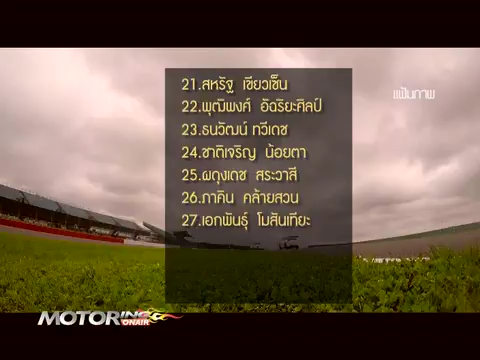 21.สหรัฐ เขียวเซ็น
22.พุฒิพงศ์ อัฉริยะศิลป์
23.ธนวัฒน์ ทวีเดช
24.ชาติเจริญ น้อยตา
25.ผดุงเดช สระวาสี
26.ภาคิน คล้ายสวน
27.เอกพันธุ์ โมสันเทียะ
แฟ้มภาพ
MOTORING
ONAIR